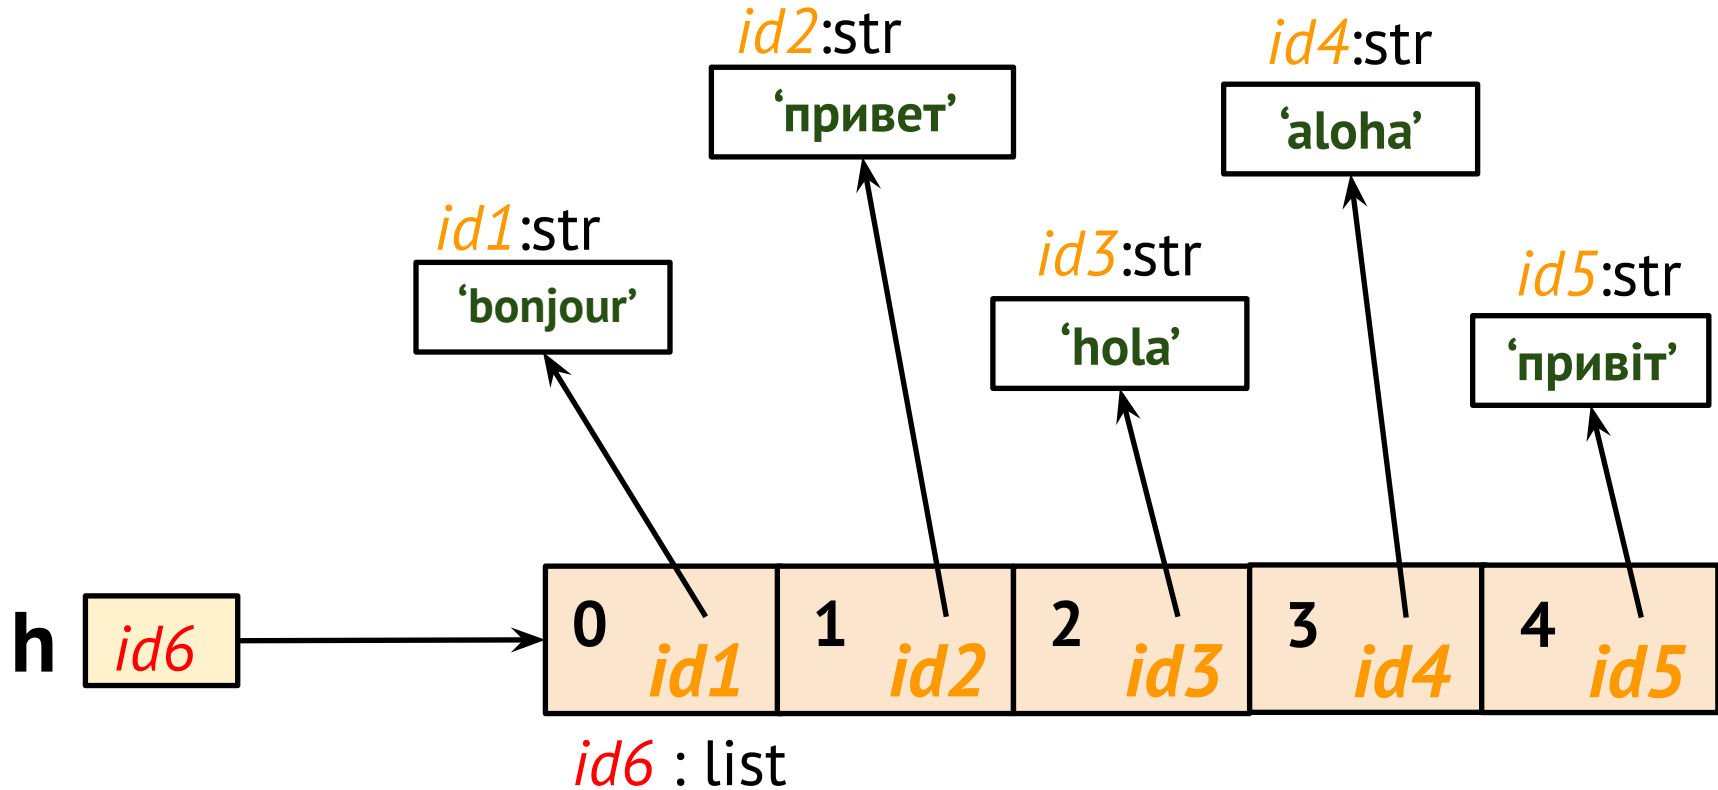 id2:str
‘привет’
id4:str
‘aloha’
id1:str
‘bonjour’
id3:str
‘hola’
id5:str
‘привіт’
h id6
0 id1
1 id2
2 id3
3 id4
4 id5
id6 : list